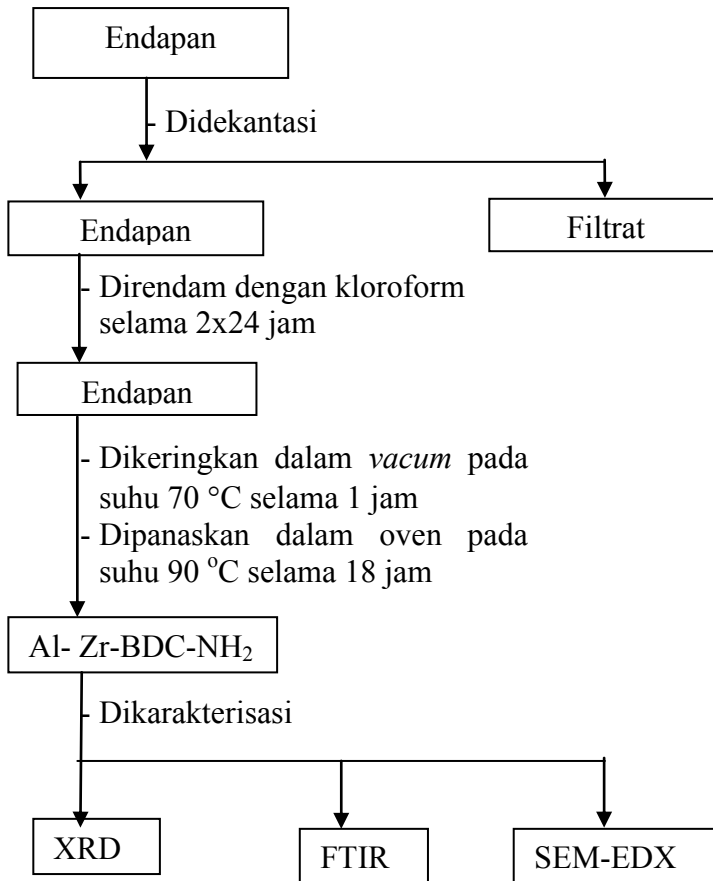 Endapan
- Didekantasi
Endapan
Filtrat
- Direndam dengan kloroform
selama 2x24 jam
Endapan
- Dikeringkan dalam vacum pada
suhu 70 °C selama 1 jam
- Dipanaskan dalam oven pada
suhu 90 °C selama 18 jam
Al- Zr-BDC-NH₂
- Dikarakterisasi
XRD
FTIR
SEM-EDX